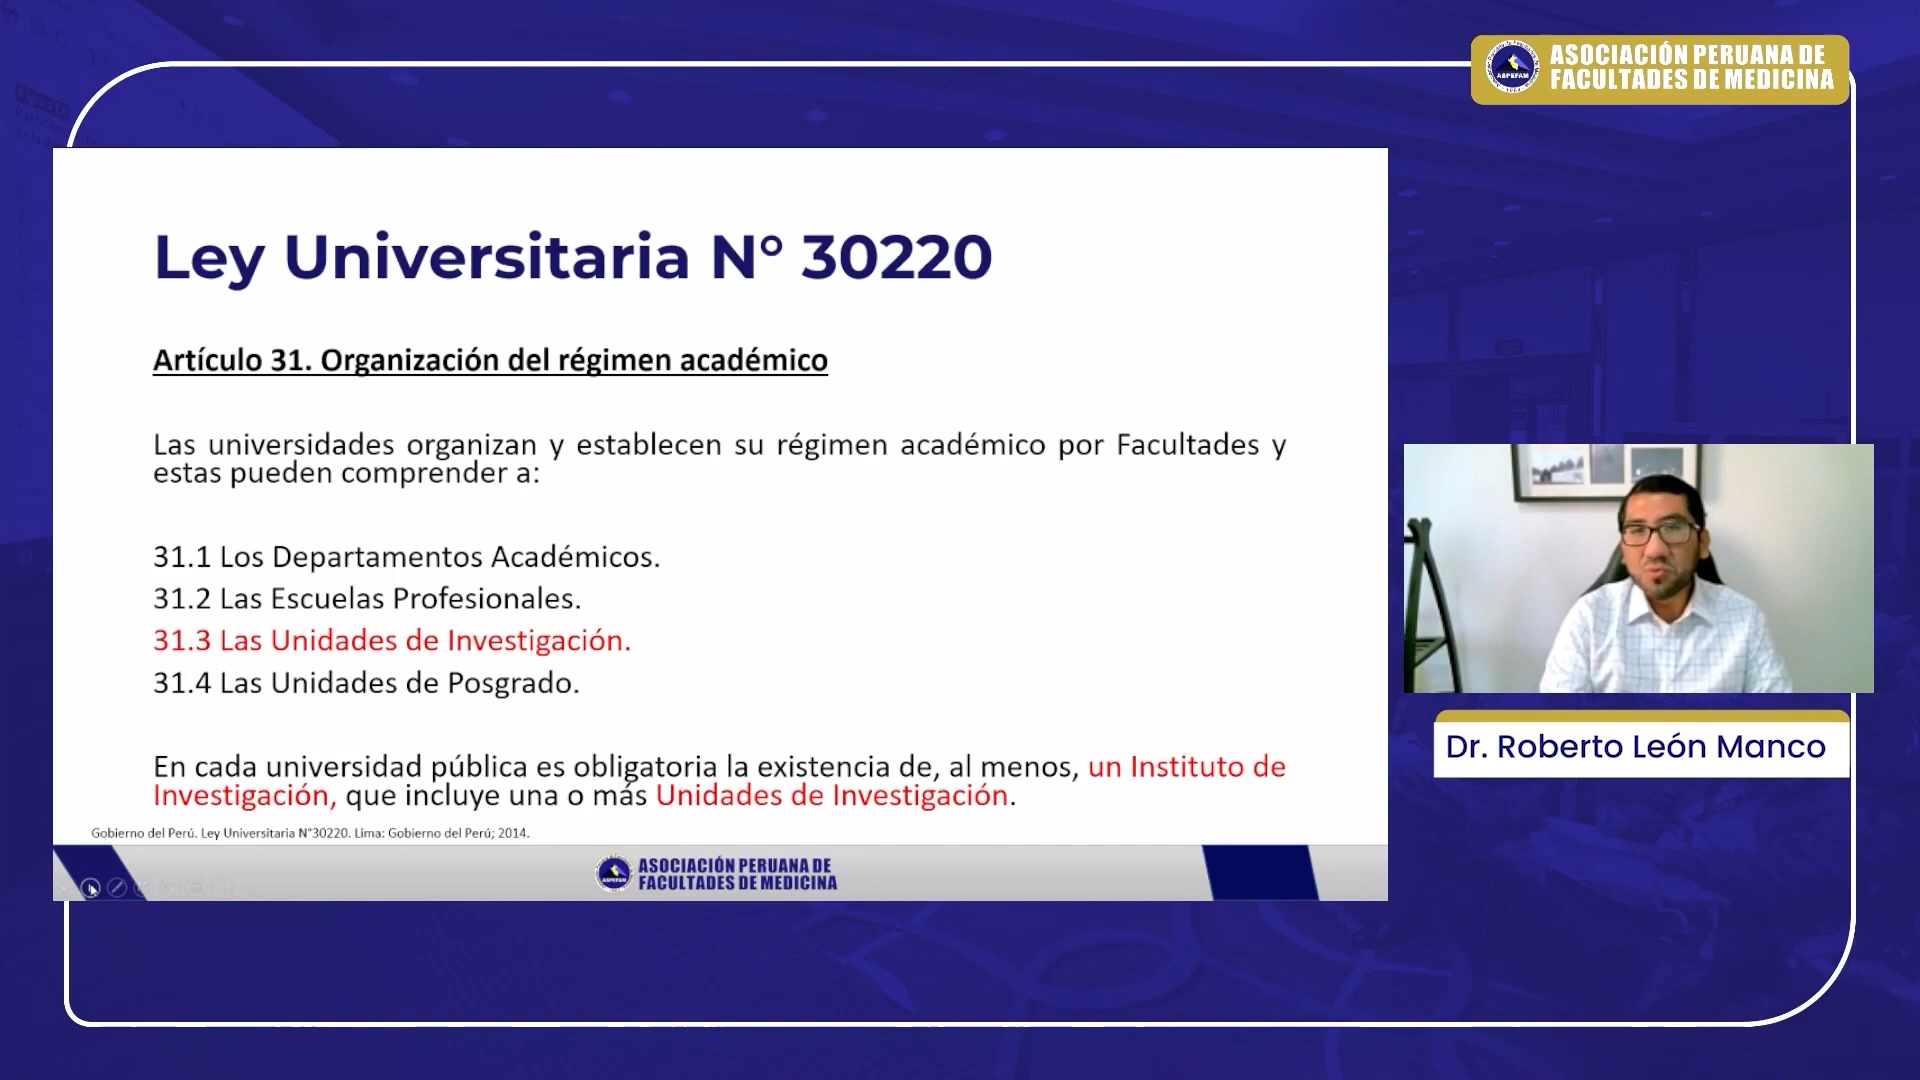 ASOCIACIÓN PERUANA DE
FACULTADES DE MEDICINA
ASPEFAM
Ley Universitaria N° 30220
Artículo 31. Organización del régimen académico
Las universidades organizan y establecen su régimen académico por Facultades y
estas pueden comprender a:
31.1 Los Departamentos Académicos.
31.2 Las Escuelas Profesionales.
31.3 Las Unidades de Investigación.
31.4 Las Unidades de Posgrado.
En cada universidad pública es obligatoria la existencia de, al menos, un Instituto de
Investigación, que incluye una o más Unidades de Investigación.
Gobierno del Perú. Ley Universitaria N°30220. Lima: Gobierno del Perú; 2014.
ASPEFAM
ASOCIACIÓN PERUANA DE
FACULTADES DE MEDICINA
Dr. Roberto León Manco